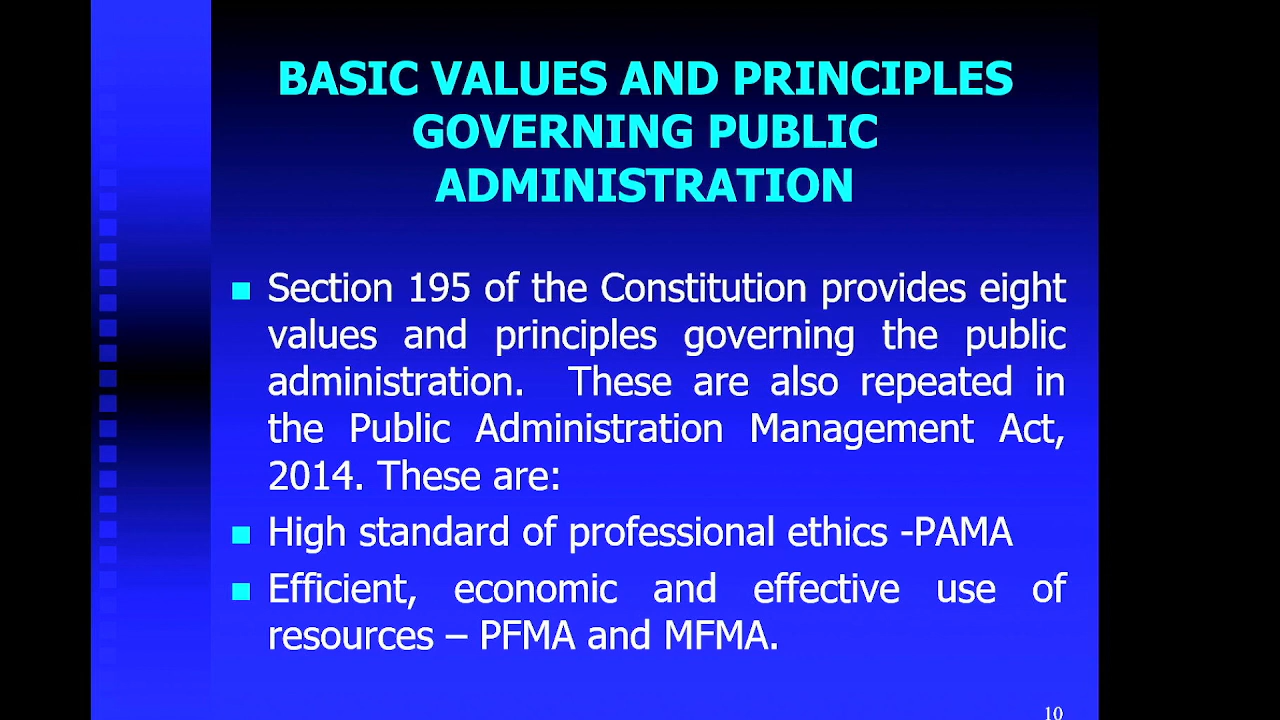 BASIC VALUES AND PRINCIPLES
GOVERNING PUBLIC
ADMINISTRATION
Section 195 of the Constitution provides eight
values and principles governing the public
administration. These are also repeated in
the Public Administration Management Act,
2014. These are:
High standard of professional ethics -PAMA
Efficient, economic and effective use of
resources – PFMA and MFMA.
10